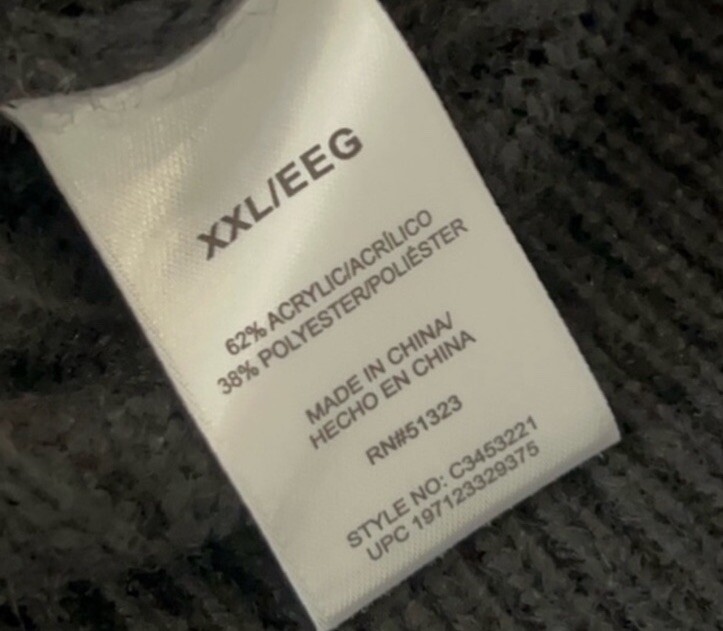 XXL/EEG
62% ACRYLIC/ACRÍLICO
38% POLYESTER/POLIÉSTER
MADE IN CHINA/
HECHO EN CHINA
RN#51323
STYLE NO: C3453221
UPC 197123329375